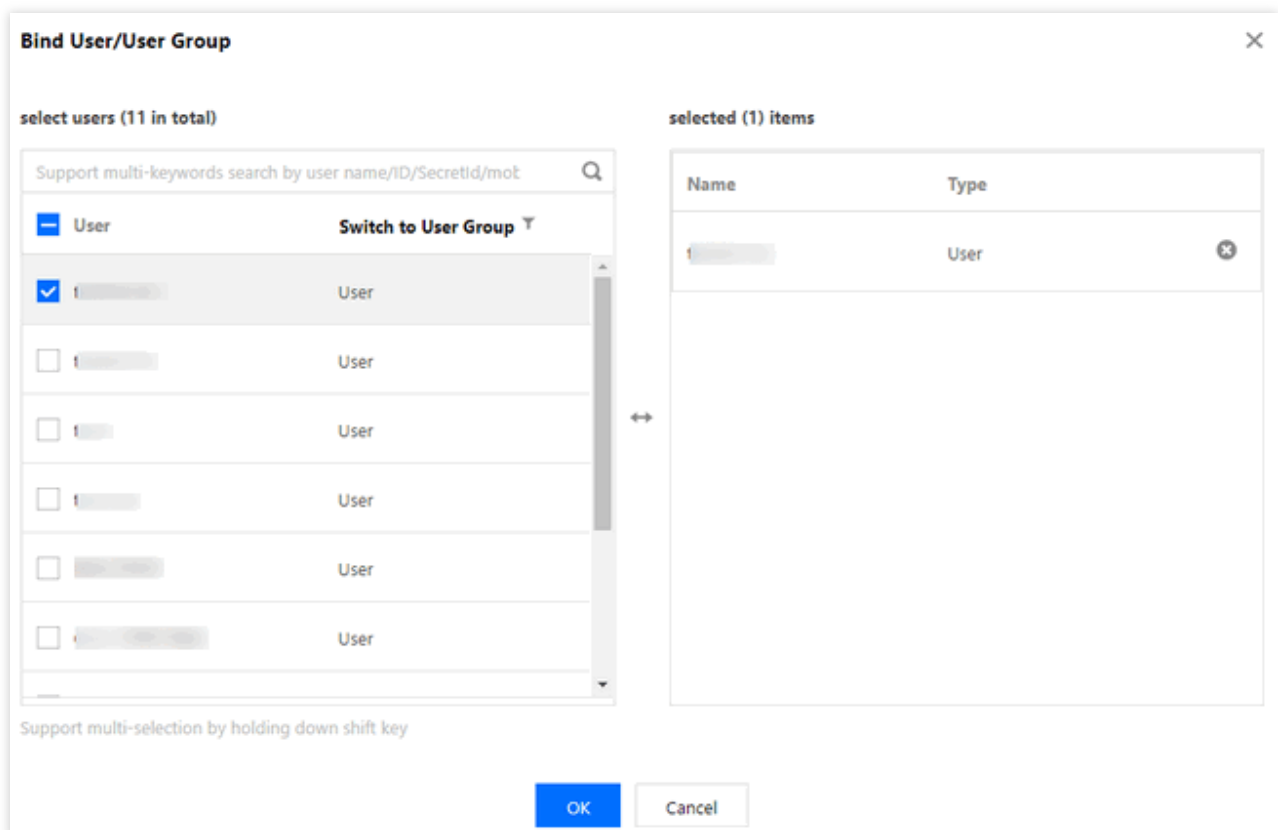 Bind User/User Group
select users (11 in total)
Support multi-keywords search by user name/ID/SecretId/mot
User Switch to User Group
User
User
User
User
User
User
Support multi-selection by holding down shift key
selected (1) items
Name Type
User
OK Cancel